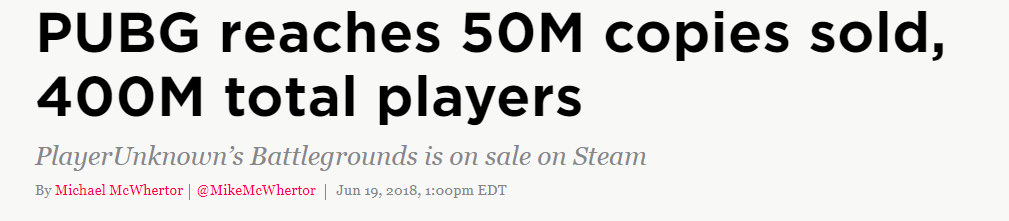 PUBG reaches 50M copies sold,
400M total players
PlayerUnknown's Battlegrounds is on sale on Steam
By Michael McWhertor | @MikeMcWhertor | Jun 19, 2018, 1:00pm EDT